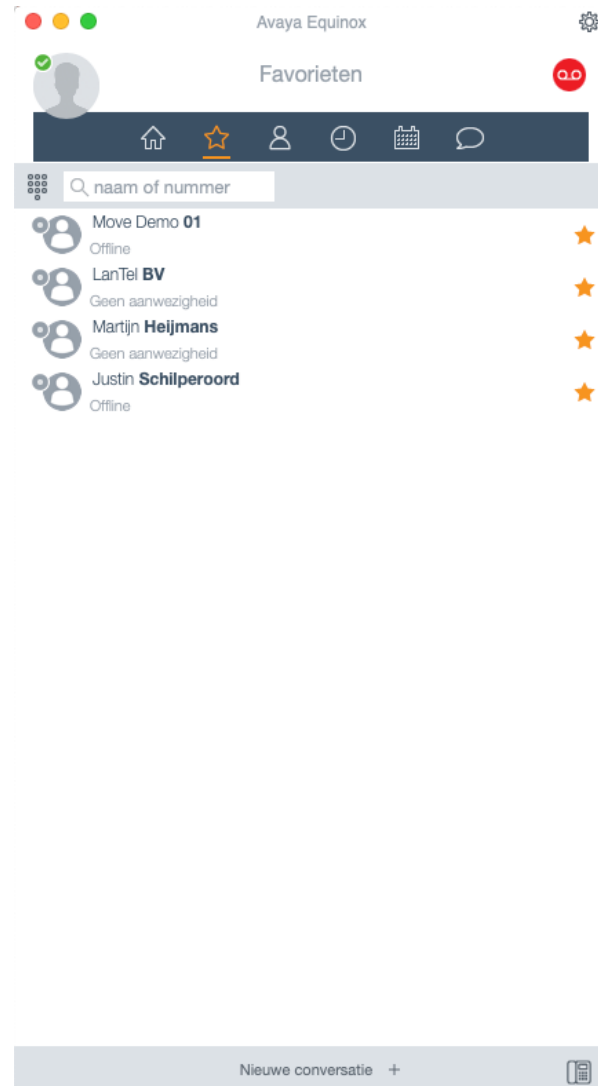 Avaya Equinox
Favorieten
naam of nummer
Move Demo 01
Offline
LanTel BV
Geen aanwezigheid
Martijn Heijmans
Geen aanwezigheid
Justin Schilperoord
Offline
Nieuwe conversatie +